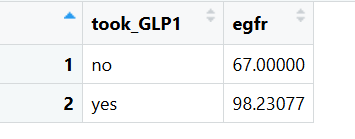 took_GLP1 egfr
1 no 67.00000
2 yes 98.23077